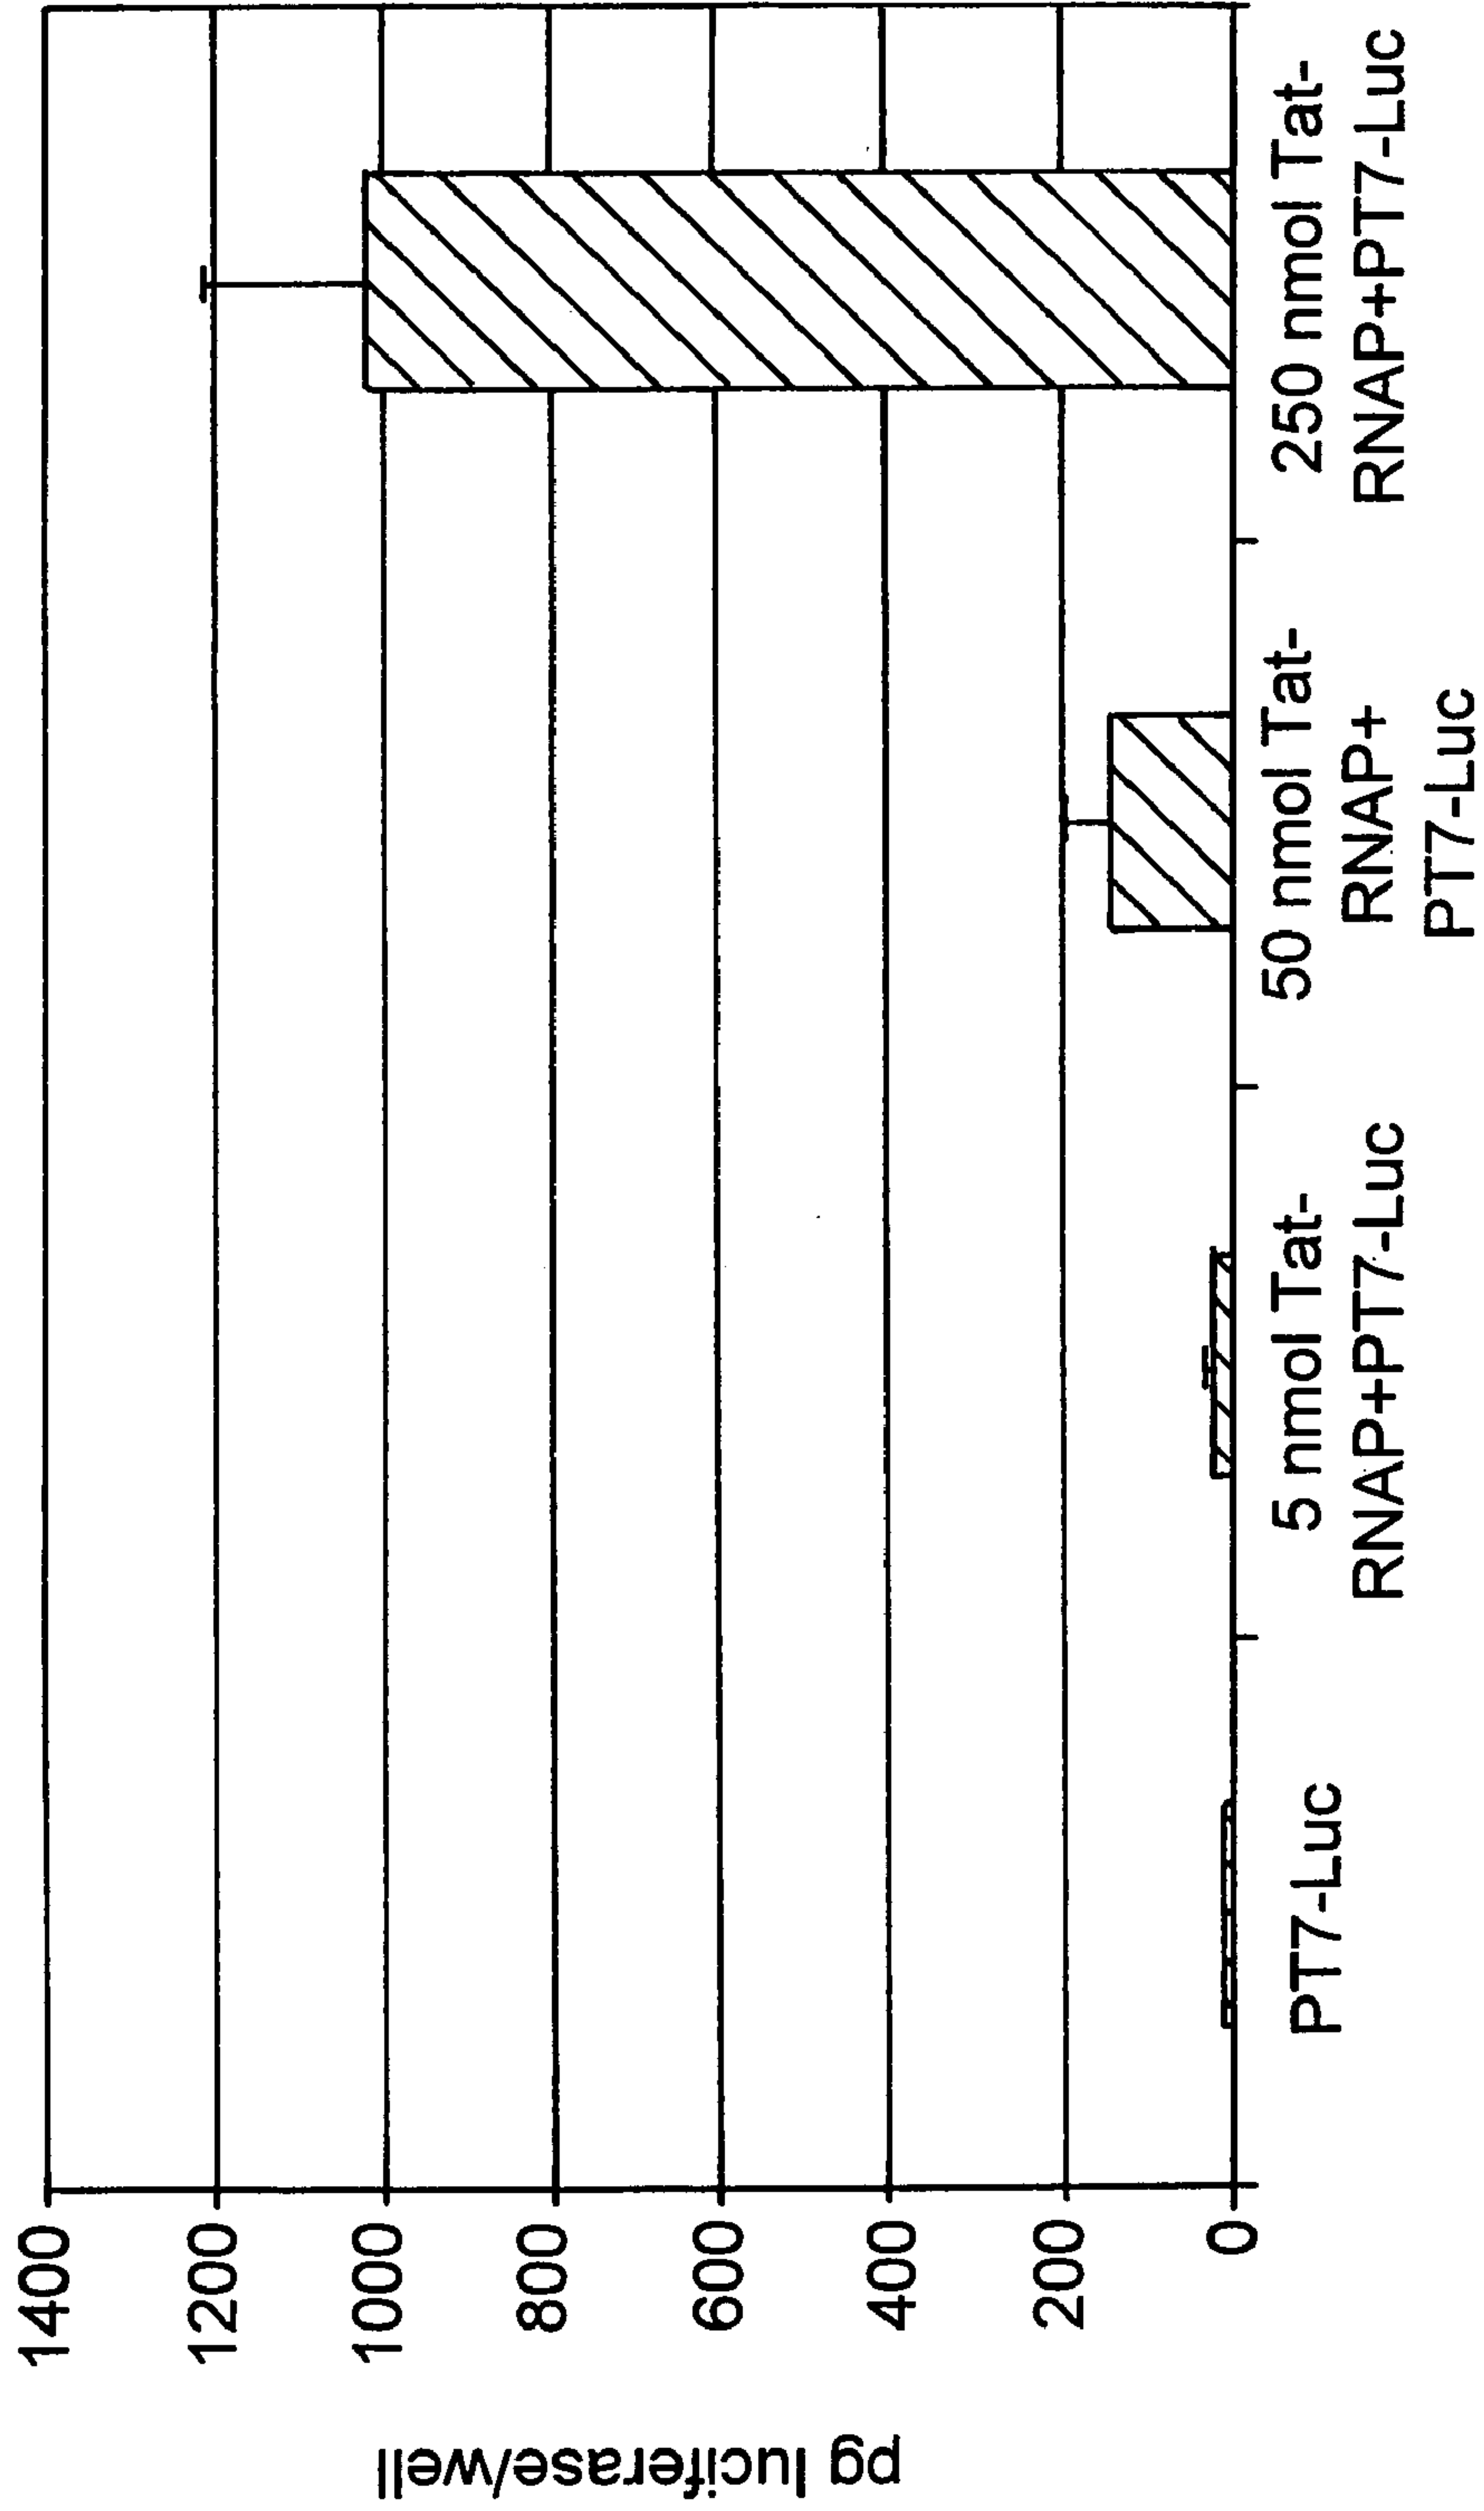 pg luciferase/well
1400
1200
1000
800
600
400
200
0
PT7-Luc
5 nmol Tat-
RNAP+PT7-Luc
50 nmol Tat-
RNAP+
PT7-Luc
250 nmol Tat-
RNAP+PT7-Luc